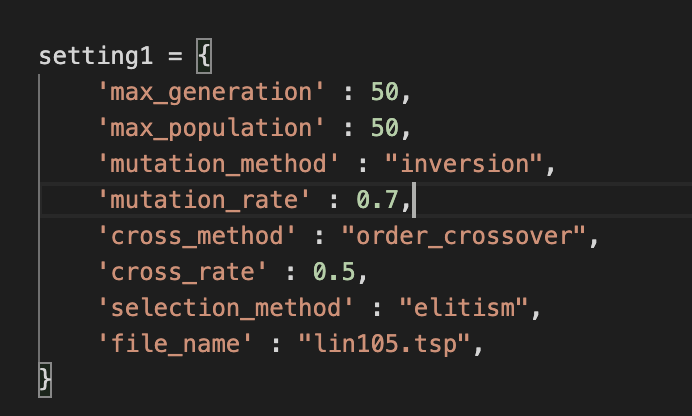 setting1 = {
    'max_generation' : 50,
    'max_population' : 50,
    'mutation_method' : "inversion",
    'mutation_rate' : 0.7,
    'cross_method' : "order_crossover",
    'cross_rate' : 0.5,
    'selection_method' : "elitism",
    'file_name' : "lin105.tsp",
}